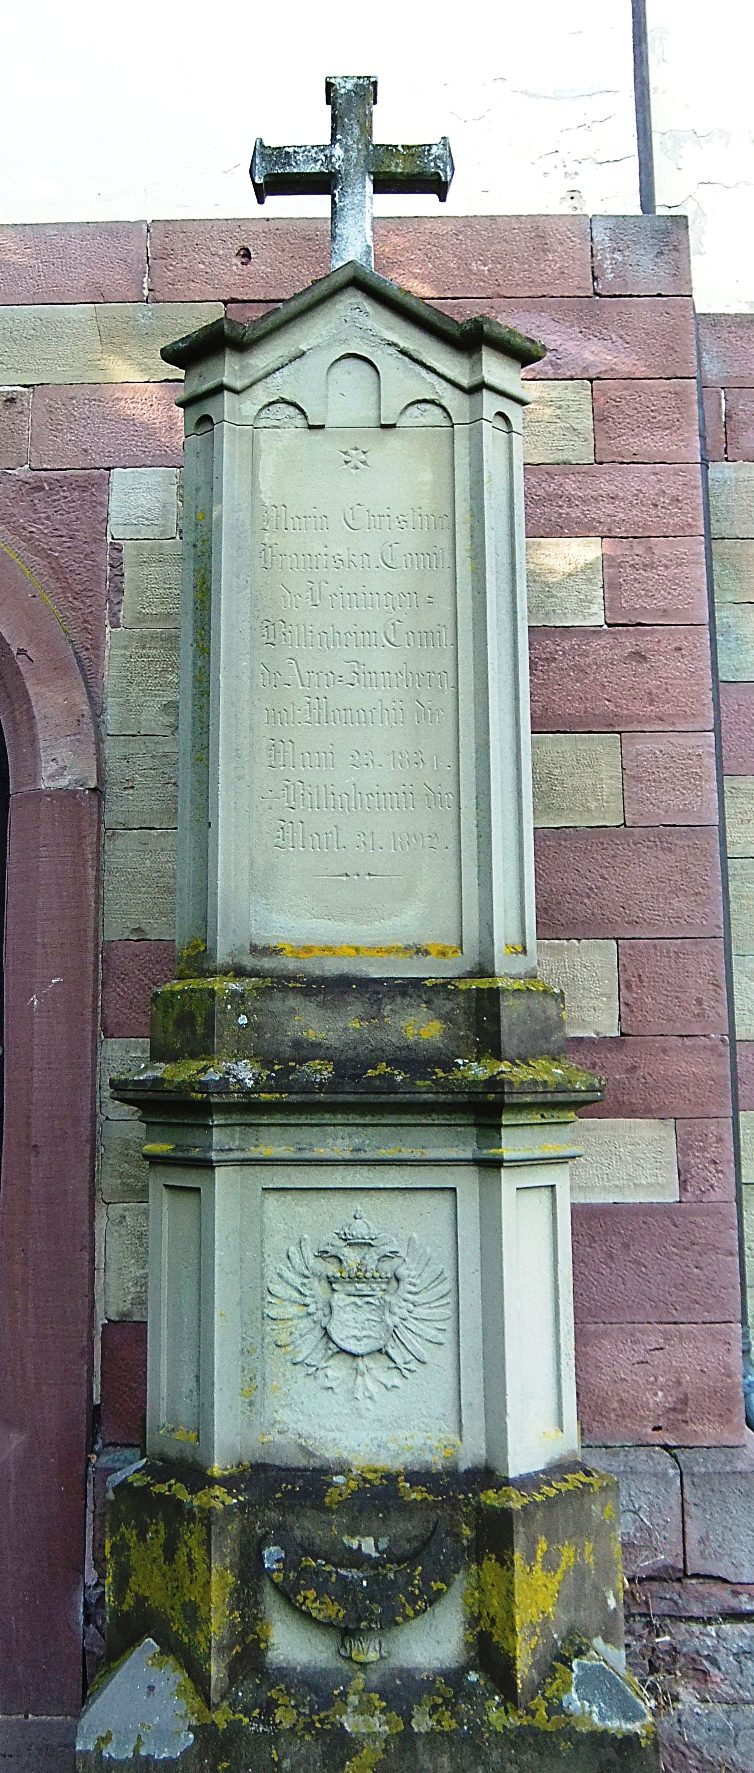 Maria Christina
Franciska.Comit.
de Leiningen=
Billigheim.Comit.
de Arco=Zinneberg.
nat: Monachii die
Maii 23.1831.
+Billigheimii die
Mart. 31.1892.